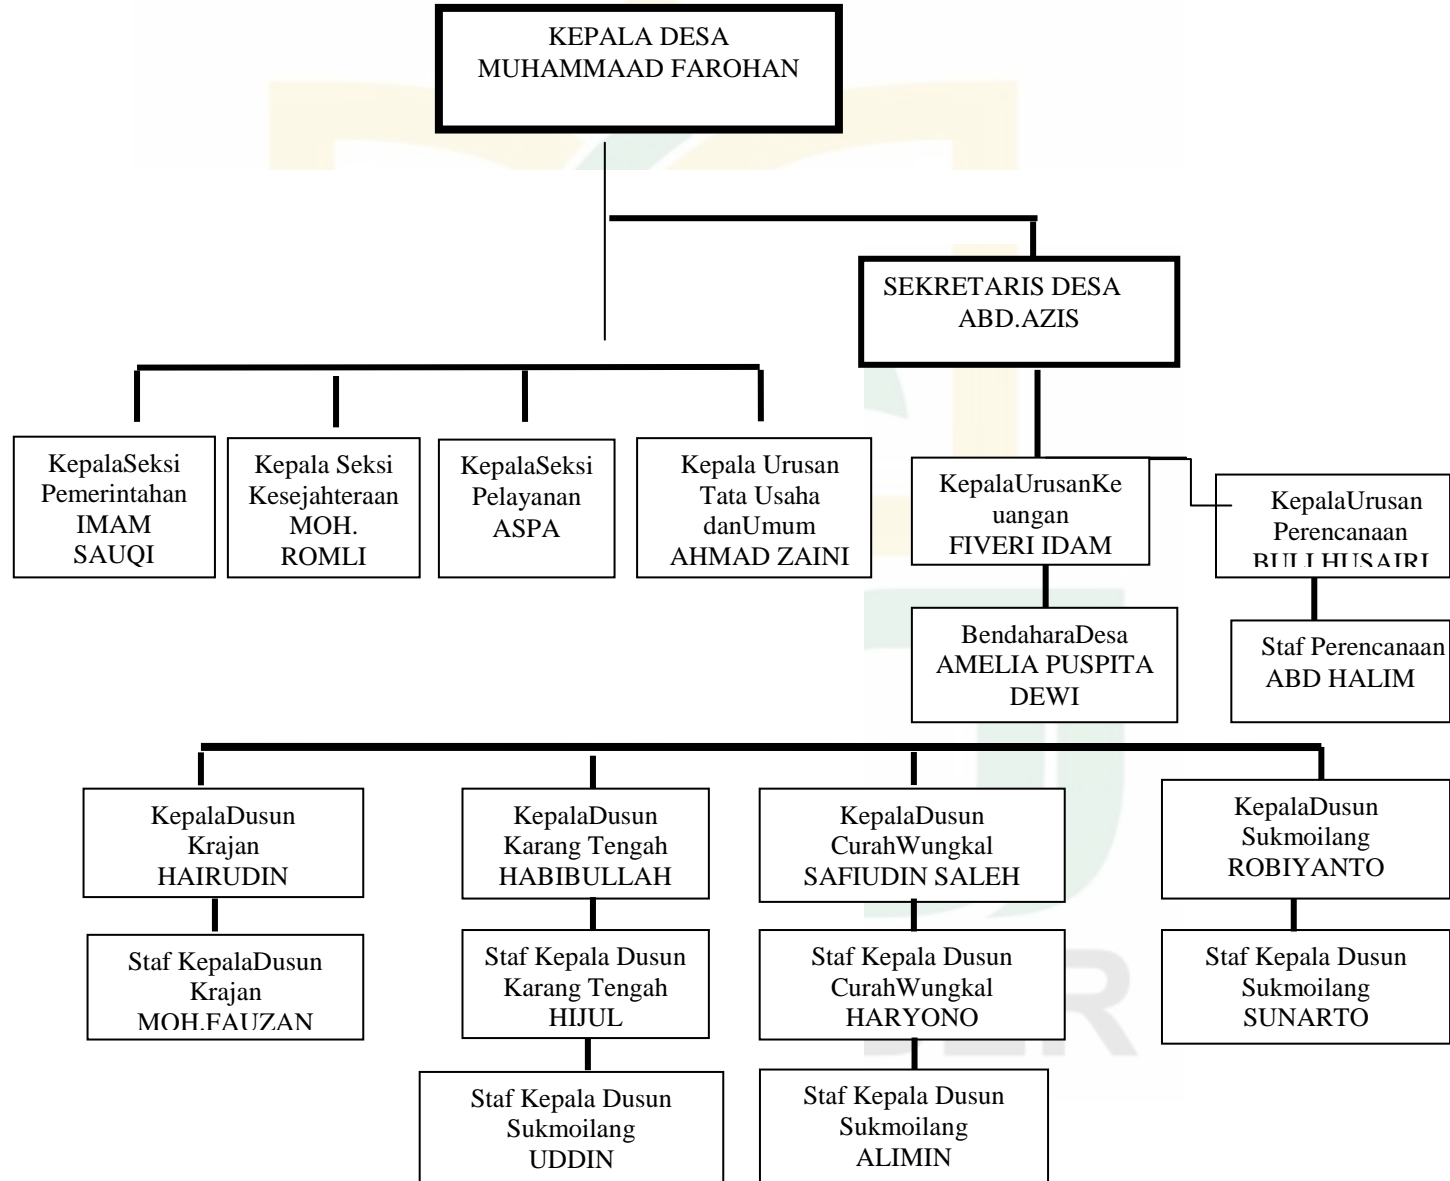 KEPALA DESA
MUHAMMAAD FAROHAN
SEKRETARIS DESA
ABD.AZIS
KepalaSeksi
Pemerintahan
IMAM
SAUQI
Kepala Seksi
Kesejahteraan
MOH.
ROMLI
KepalaSeksi
Pelayanan
ASPA
Kepala Urusan
Tata Usaha
danUmum
AHMAD ZAINI
KepalaUrusanKe
uangan
FIVERI IDAM
KepalaUrusan
Perencanaan
HUSAIRI
BendaharaDesa
AMELIA PUSPITA
DEWI
Staf Perencanaan
ABD HALIM
KepalaDusun
Krajan
HAIRUDIN
KepalaDusun
Karang Tengah
HABIBULLAH
KepalaDusun
CurahWungkal
SAFIUDIN SALEH
KepalaDusun
Sukmoilang
ROBIYANTO
Staf KepalaDusun
Krajan
MOH.FAUZAN
Staf Kepala Dusun
Karang Tengah
HIJUL
Staf Kepala Dusun
CurahWungkal
HARYONO
Staf Kepala Dusun
Sukmoilang
SUNARTO
Staf Kepala Dusun
Sukmoilang
UDDIN
Staf Kepala Dusun
Sukmoilang
ALIMIN